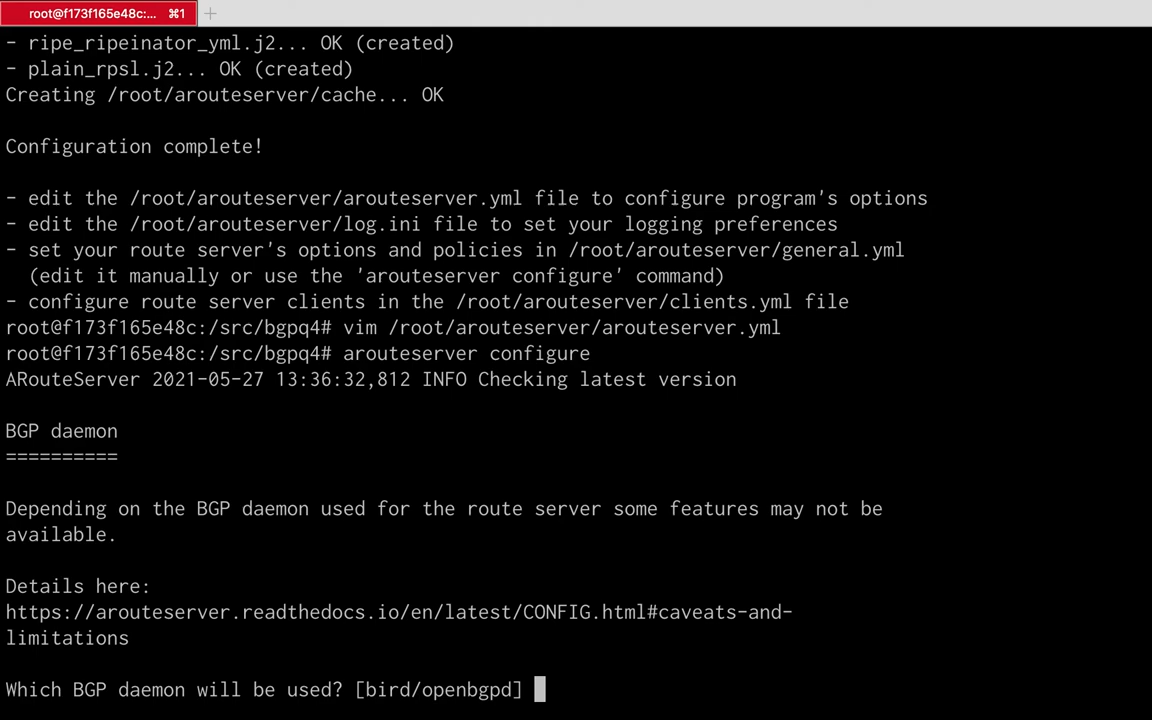 root@f173f165e48c:... ⌘1 +
- ripe_ripeinator_yml.j2... OK (created)
- plain_rpsl.j2... OK (created)
Creating /root/arouteserver/cache... OK
Configuration complete!
- edit the /root/arouteserver/arouteserver.yml file to configure program's options
- edit the /root/arouteserver/log.ini file to set your logging preferences
- set your route server's options and policies in /root/arouteserver/general.yml
(edit it manually or use the 'arouteserver configure' command)
- configure route server clients in the /root/arouteserver/clients.yml file
root@f173f165e48c:/src/bgpq4# vim /root/arouteserver/arouteserver.yml
root@f173f165e48c:/src/bgpq4# arouteserver configure
ARouteServer 2021-05-27 13:36:32,812 INFO Checking latest version
BGP daemon
==========
Depending on the BGP daemon used for the route server some features may not be
available.
Details here:
https://arouteserver.readthedocs.io/en/latest/CONFIG.html#caveats-and-
limitations
Which BGP daemon will be used? [bird/openbgpd]